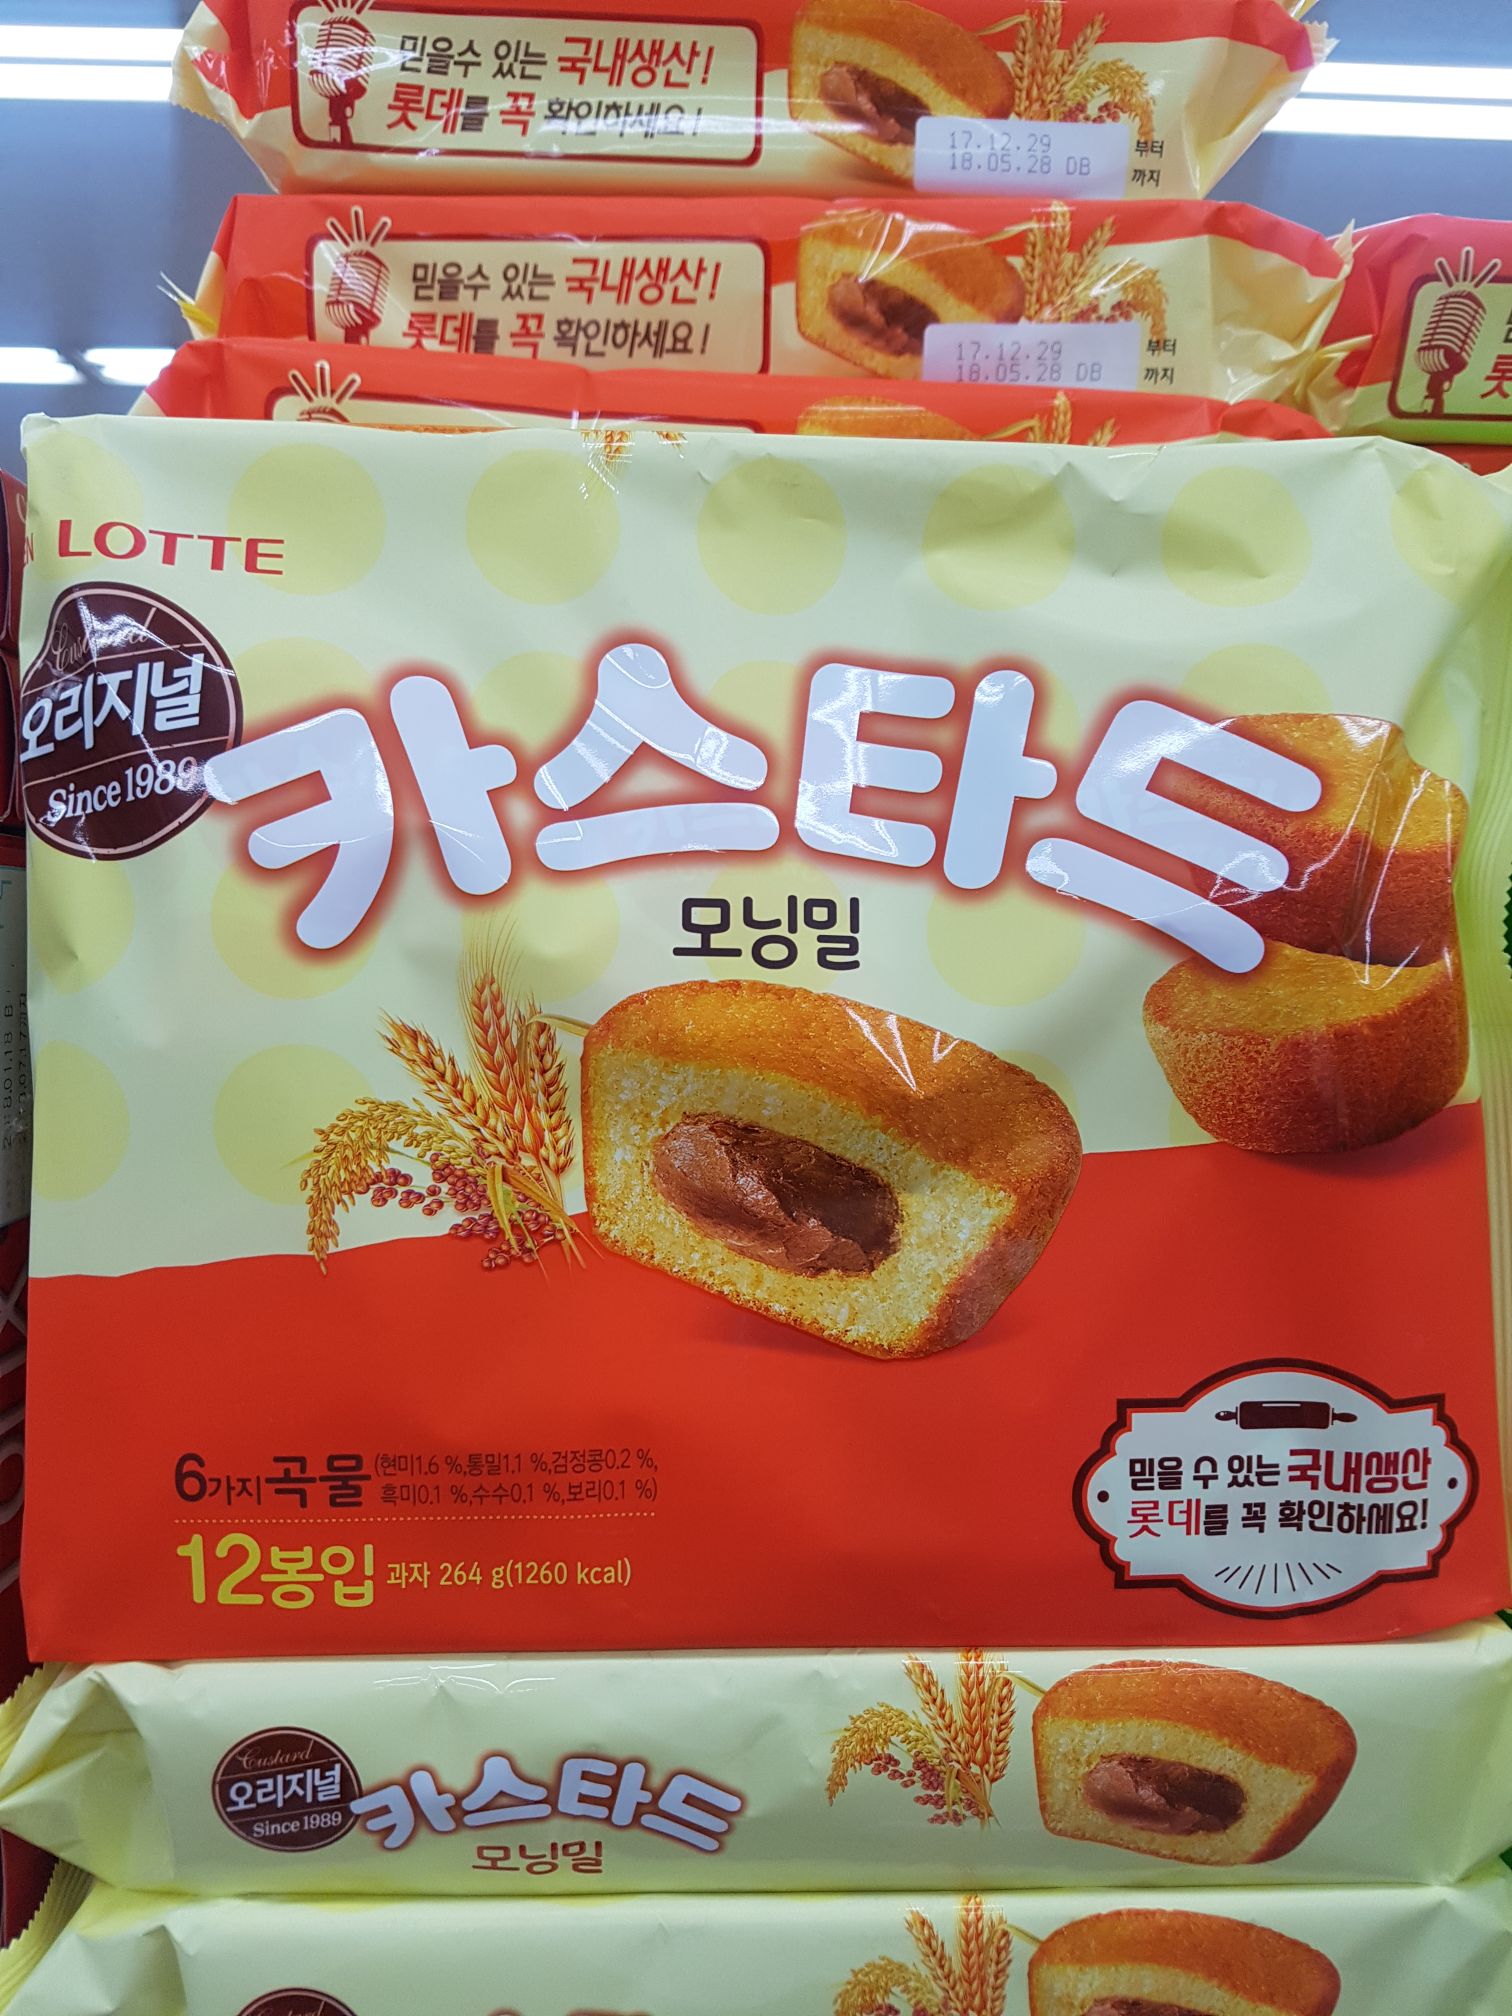 믿을수 있는 국내생산!
롯데를 꼭 확인하세요!
17.12.29 부터
18.05.28 DB 까지
믿을수 있는 국내생산!
롯데를 꼭 확인하세요!
17.12.29 부터
18.05.28 DB 까지
LOTTE
Custard
오리지널
Since 1989
카스타드
모닝밀
6가지 곡물 (현미1.6 %,통밀1.1 %,검정콩0.2 %,
흑미0.1 %,수수0.1 %,보리0.1 %)
12봉입 과자 264 g(1260 kcal)
믿을 수 있는 국내생산
롯데를 꼭 확인하세요!
Custard
오리지널
Since 1989
카스타드
모닝밀